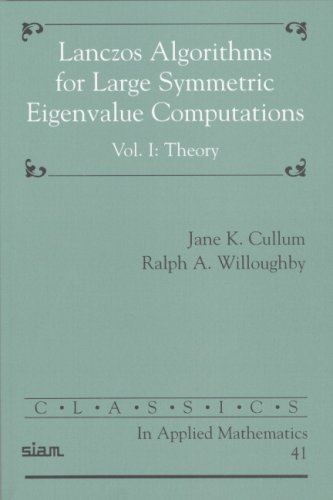 Lanczos Algorithms
for Large Symmetric
Eigenvalue Computations
Vol. I: Theory
Jane K. Cullum
Ralph A. Willoughby
C•L•A•S•S•I•C•S
In Applied Mathematics
siam
41